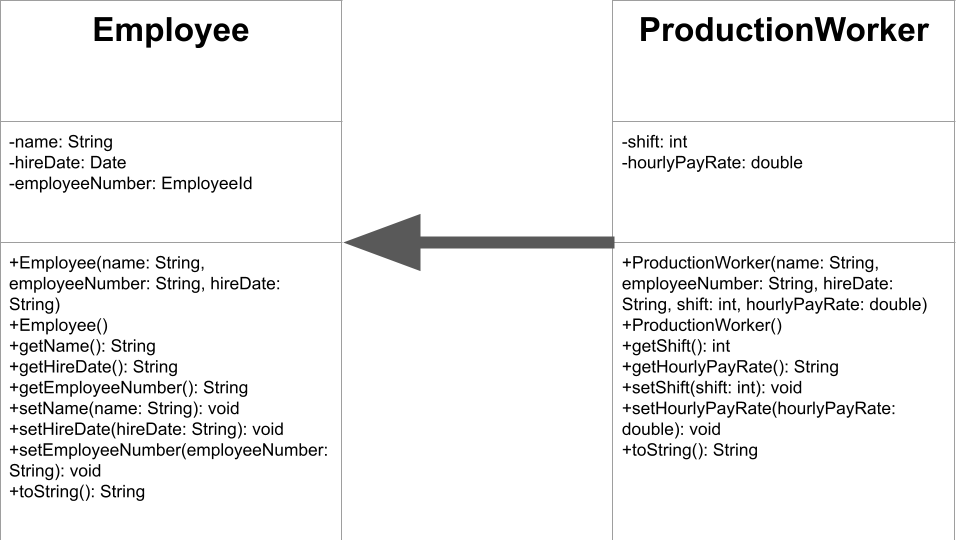 Employee
-name: String
-hireDate: Date
-employeeNumber: EmployeeId
+Employee(name: String,
employeeNumber: String, hireDate:
String)
+Employee()
+getName(): String
+getHireDate(): String
+getEmployeeNumber(): String
+setName(name: String): void
+setHireDate(hireDate: String): void
+setEmployeeNumber(employeeNumber:
String): void
+toString(): String
ProductionWorker
-shift: int
-hourlyPayRate: double
+ProductionWorker(name: String,
employeeNumber: String, hireDate:
String, shift: int, hourlyPayRate: double)
+ProductionWorker()
+getShift(): int
+getHourlyPayRate(): String
+setShift(shift: int): void
+setHourlyPayRate(hourlyPayRate:
double): void
+toString(): String